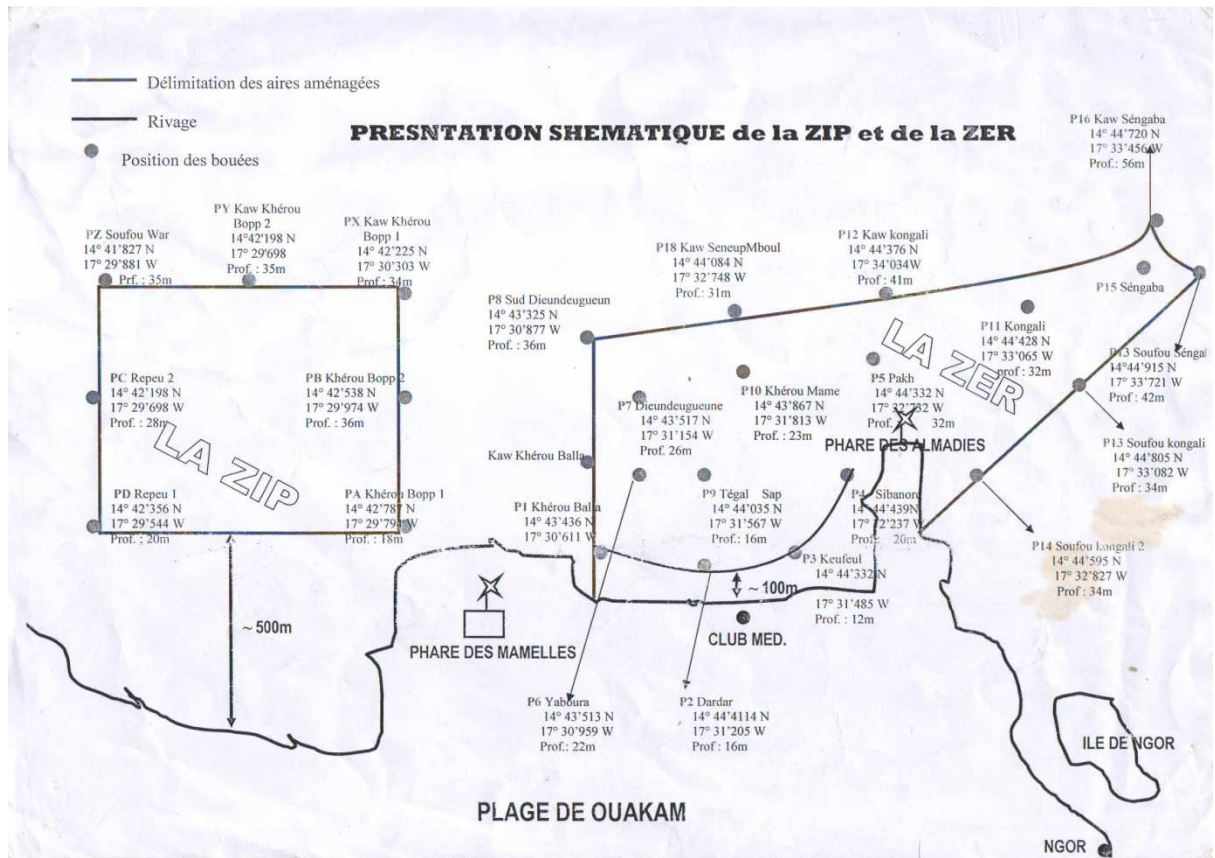 Délimitation des aires aménagées
Rivage
Position des bouées
PRESNTATION SHEMATIQUE de la ZIP et de la ZER
P16 Kaw Séngaba
14° 44'720 N
17° 33'456 W
Prof. : 56m
PY Kaw Khérou
Bopp 2
14°42'198 N
17° 29'698
Prof. : 35m
PX Kaw Khérou
Bopp 1
14° 42'225 N
17° 30'303 W
Prof. : 34m
PZ Soufou War
14° 41'827 N
17° 29'881 W
Prf. : 35m
P18 Kaw SeneupMboul
14° 44'084 N
17° 32'748 W
Prof. : 31m
P12 Kaw kongali
14° 44'376 N
17° 34'034W
Prof : 41m
P15 Séngaba
P8 Sud Dieundeugueun
14° 43'325 N
17° 30'877 W
Prof. : 36m
P11 Kongali
14° 44'428 N
17° 33'065 W
Prof. : 32m
P13 Soufou Sénga
14°44'915 N
17° 33'721 W
Prof. : 42m
LA ZER
PC Repeu 2
14° 42'198 N
17° 29'698 W
Prof. : 28m
PB Khérou Bopp 2
14° 42'538 N
17° 29'974 W
Prof. : 36m
P7 Dieundeugueune
14° 43'517 N
17° 31'154 W
Prof. 26m
P10 Khérou Mame
14° 43'867 N
17° 31'813 W
Prof. : 23m
P5 Pakh
14° 44'332 N
17° 32'732 W
32m
PHARE DES ALMADIES
LA ZIP
P13 Soufou kongali
14° 44'805 N
17° 33'082 W
Prof. : 34m
Kaw Khérou Balla
PD Repeu 1
14° 42'356 N
17° 29'544 W
Prof. : 20m
PA Khérou Bopp 1
14° 42'787 N
17° 29'794 W
Prof. : 18m
P1 Khérou Balla
14° 43'436 N
17° 30'611 W
P9 Tégal Sap
14° 44'035 N
17° 31'567 W
Prof. : 16m
P4 Sibanore
14° 44'439N
Prof. : 20m
P14 Soufou kongali 2
14° 44'595 N
17° 32'827 W
Prof. : 34m
P3 Keufeul
14° 44'332 N
17° 31'485 W
Prof. : 12m
~ 100m
CLUB MED.
PHARE DES MAMELLES
~ 500m
P6 Yaboura
14° 43'513 N
17° 30'959 W
Prof.: 22m
P2 Dardar
14° 44'4114 N
17° 31'205 W
Prof : 16m
ILE DE NGOR
PLAGE DE OUAKAM
NGOR